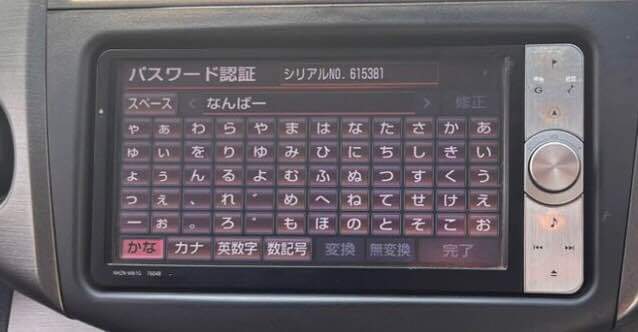 パスワード認証 シリアルNO. 615381
スペース < なんばー > 修正
ゃ ぁ わ ら や ま は な た さ か あ
ゅ ぃ を り ゆ み ひ に ち し き い
ょ ぅ ん る よ む ふ ぬ つ す く う
っ ぇ 、 れ ゛ め へ ね て せ け え
ー ぉ 。 ろ ゜ も ほ の と そ こ お
かな カナ 英数字 数記号 変換 無変換 完了